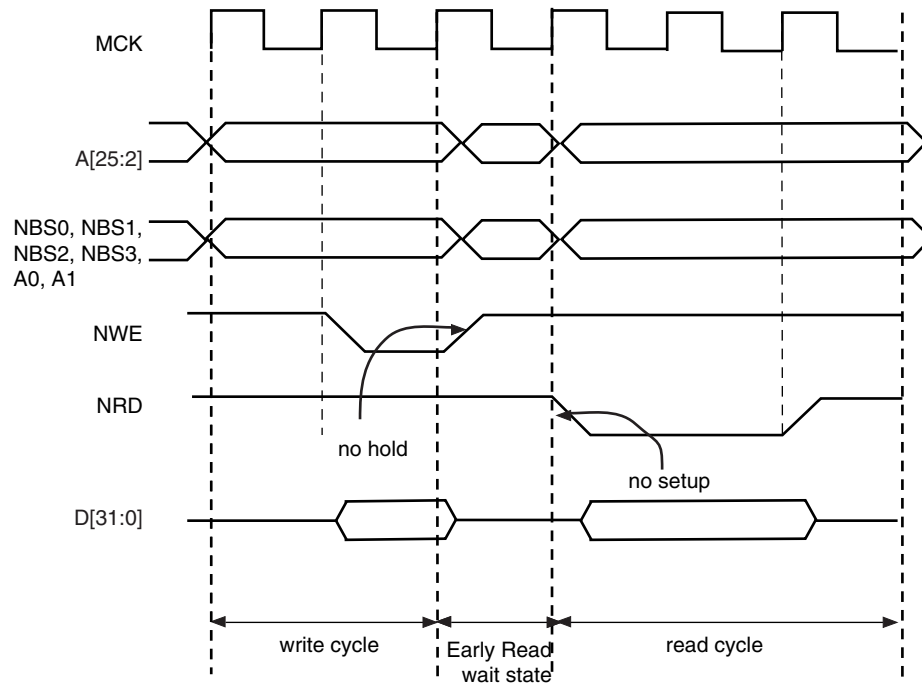 MCK
A[25:2]
NBS0, NBS1,
NBS2, NBS3,
A0, A1
NWE
NRD
no hold
no setup
D[31:0]
write cycle
Early Read
wait state
read cycle